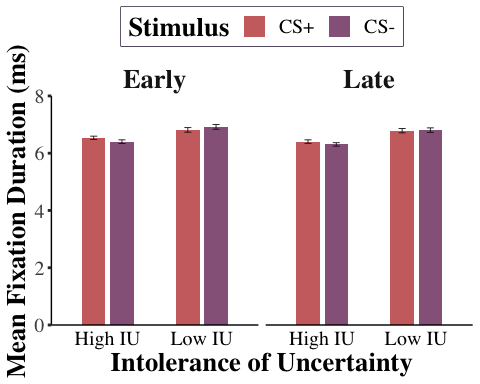 Stimulus CS+ CS-
Early Late
Mean Fixation Duration (ms)
8
6
4
2
0
High IU Low IU High IU Low IU
Intolerance of Uncertainty